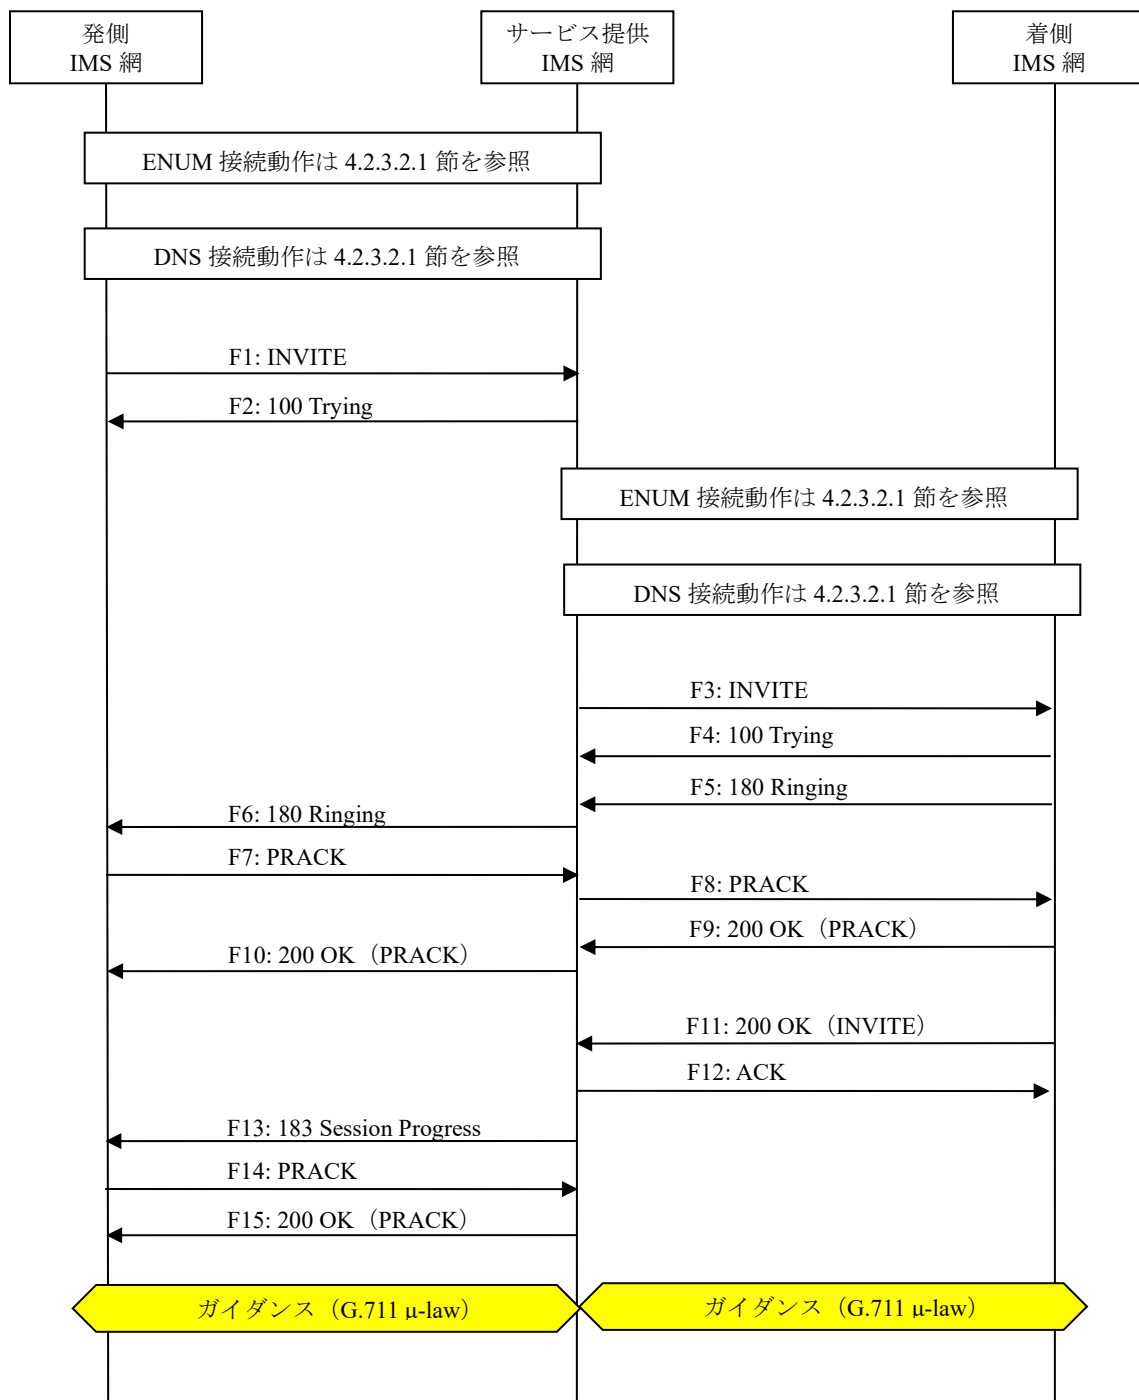 発側
IMS 網
サービス提供
IMS 網
着側
IMS 網
ENUM 接続動作は 4.2.3.2.1 節を参照
DNS 接続動作は 4.2.3.2.1 節を参照
F1: INVITE
F2: 100 Trying
ENUM 接続動作は 4.2.3.2.1 節を参照
DNS 接続動作は 4.2.3.2.1 節を参照
F3: INVITE
F4: 100 Trying
F5: 180 Ringing
F6: 180 Ringing
F7: PRACK
F8: PRACK
F9: 200 OK（PRACK）
F10: 200 OK（PRACK）
F11: 200 OK（INVITE）
F12: ACK
F13: 183 Session Progress
F14: PRACK
F15: 200 OK（PRACK）
ガイダンス（G.711 μ-law）
ガイダンス（G.711 μ-law）